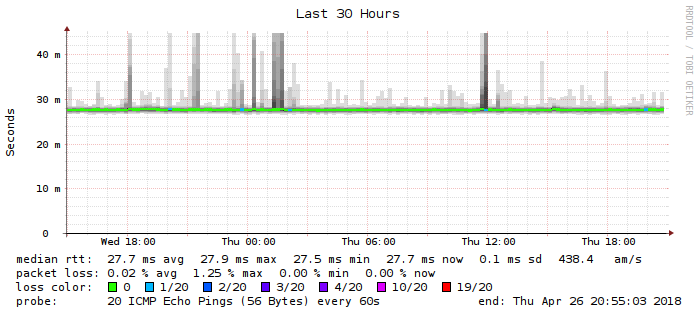 Last 30 Hours
RRDTOOL / TOBI OETIKER
Seconds
40 m
30 m
20 m
10 m
0
Wed 18:00 Thu 00:00 Thu 06:00 Thu 12:00 Thu 18:00
median rtt: 27.7 ms avg 27.9 ms max 27.5 ms min 27.7 ms now 0.1 ms sd 438.4 am/s
packet loss: 0.02 % avg 1.25 % max 0.00 % min 0.00 % now
loss color: 0 1/20 2/20 3/20 4/20 10/20 19/20
probe: 20 ICMP Echo Pings (56 Bytes) every 60s end: Thu Apr 26 20:55:03 2018